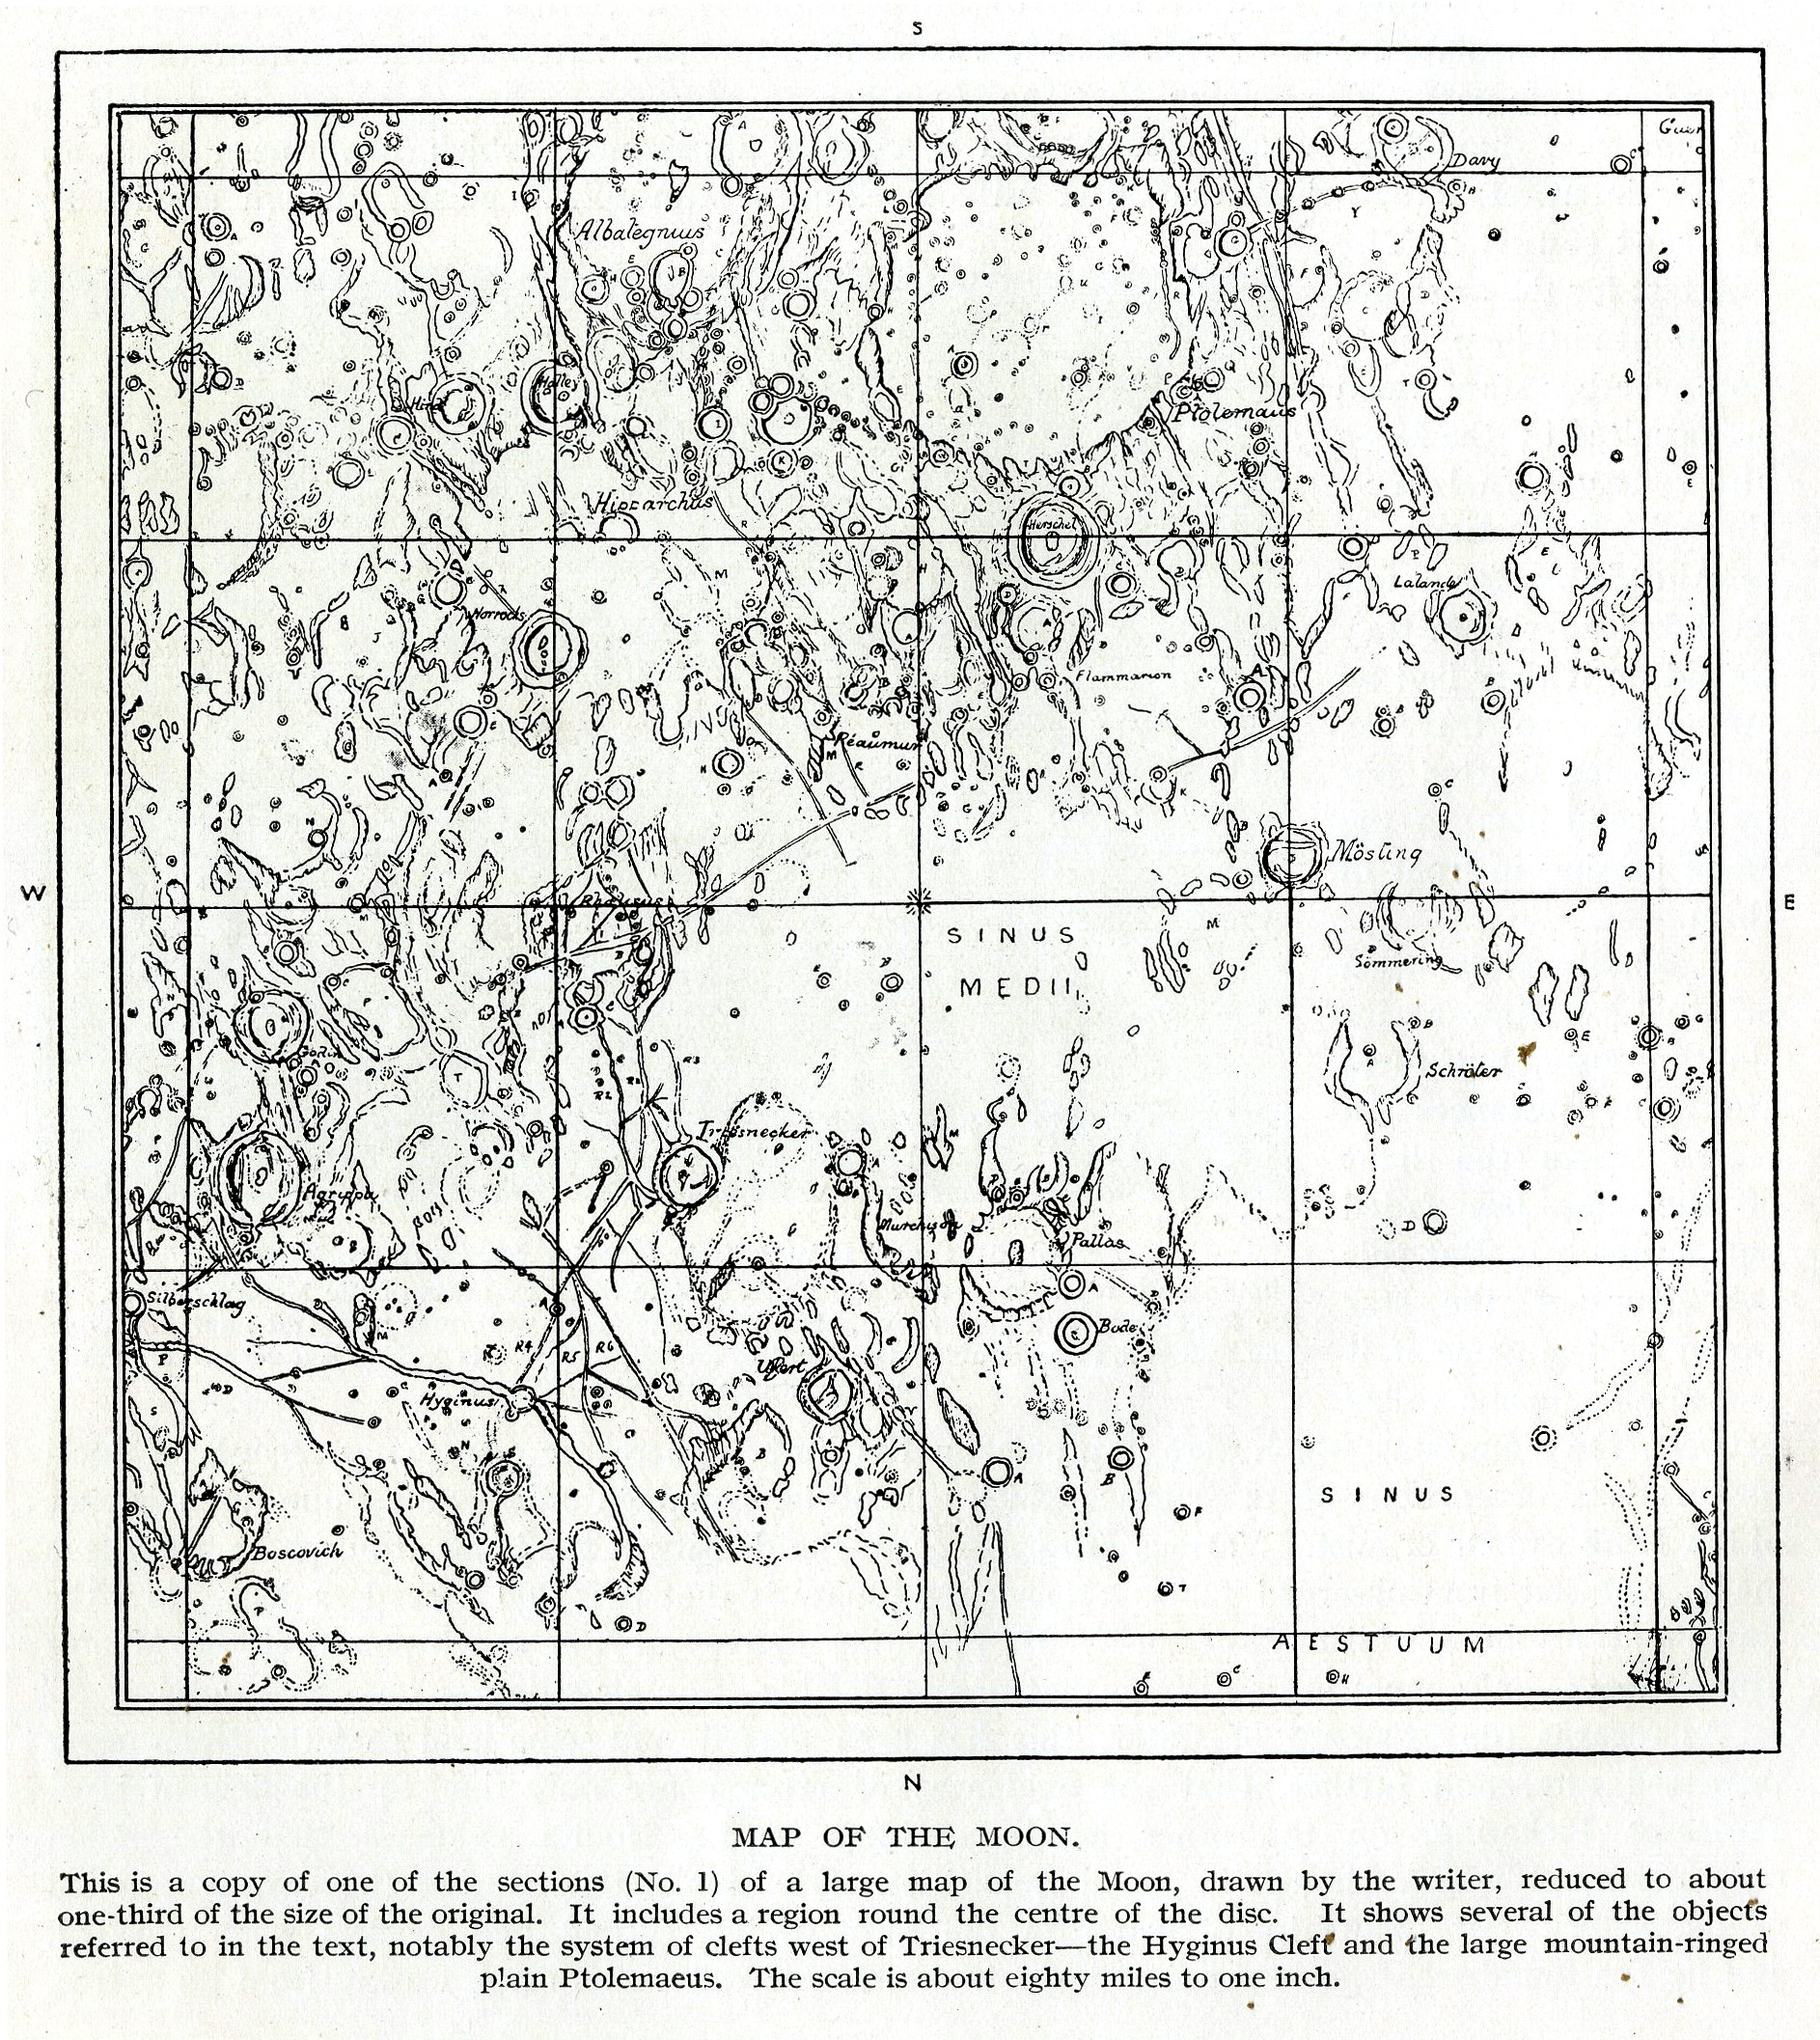 S
Davy
Albategnius
Halley
Ptolemaus
Hipparchus
Herschel
Lalande
Horrocks
Flammarion
Réaumur
Mösting
W
E
Rhaeticus
SINUS
MEDII
Sömmering
Godin
Schröter
Triesnecker
Agrippa
Murchison
Pallas
Silberschlag
Bode
Ukert
R4
R5
R6
Hyginus
SINUS
Boscovich
AESTUUM
N
MAP OF THE MOON.
This is a copy of one of the sections (No. 1) of a large map of the Moon, drawn by the writer, reduced to about
one-third of the size of the original. It includes a region round the centre of the disc. It shows several of the objects
referred to in the text, notably the system of clefts west of Triesnecker—the Hyginus Cleft and the large mountain-ringed
plain Ptolemaeus. The scale is about eighty miles to one inch.